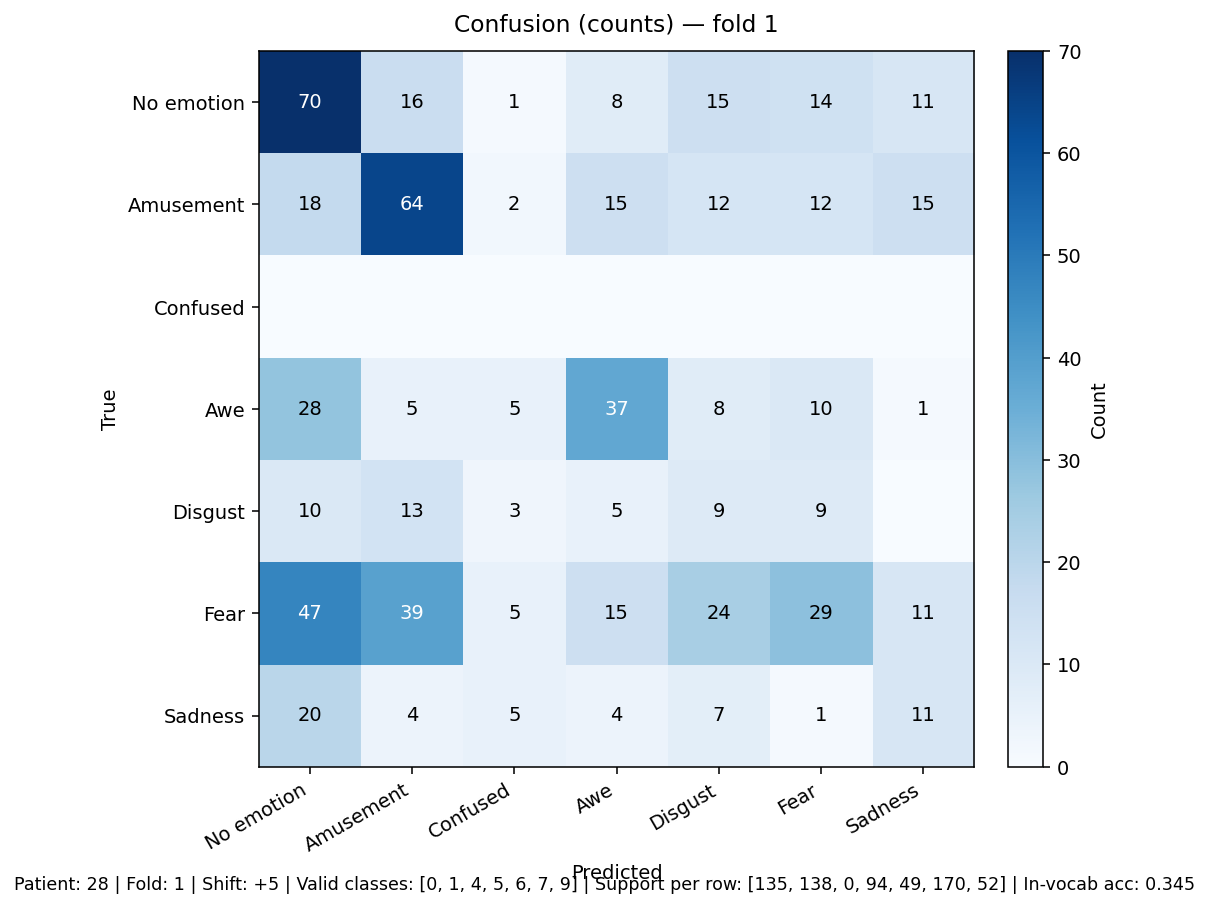 Confusion (counts) — fold 1
No emotion 70 16 1 8 15 14 11
Amusement 18 64 2 15 12 12 15
Confused
Awe 28 5 5 37 8 10 1
Disgust 10 13 3 5 9 9
Fear 47 39 5 15 24 29 11
Sadness 20 4 5 4 7 1 11
True
No emotion Amusement Confused Awe Disgust Fear Sadness
Predicted
70
60
50
40
30
20
10
0
Count
Patient: 28 | Fold: 1 | Shift: +5 | Valid classes: [0, 1, 4, 5, 6, 7, 9] | Support per row: [135, 138, 0, 94, 49, 170, 52] | In-vocab acc: 0.345